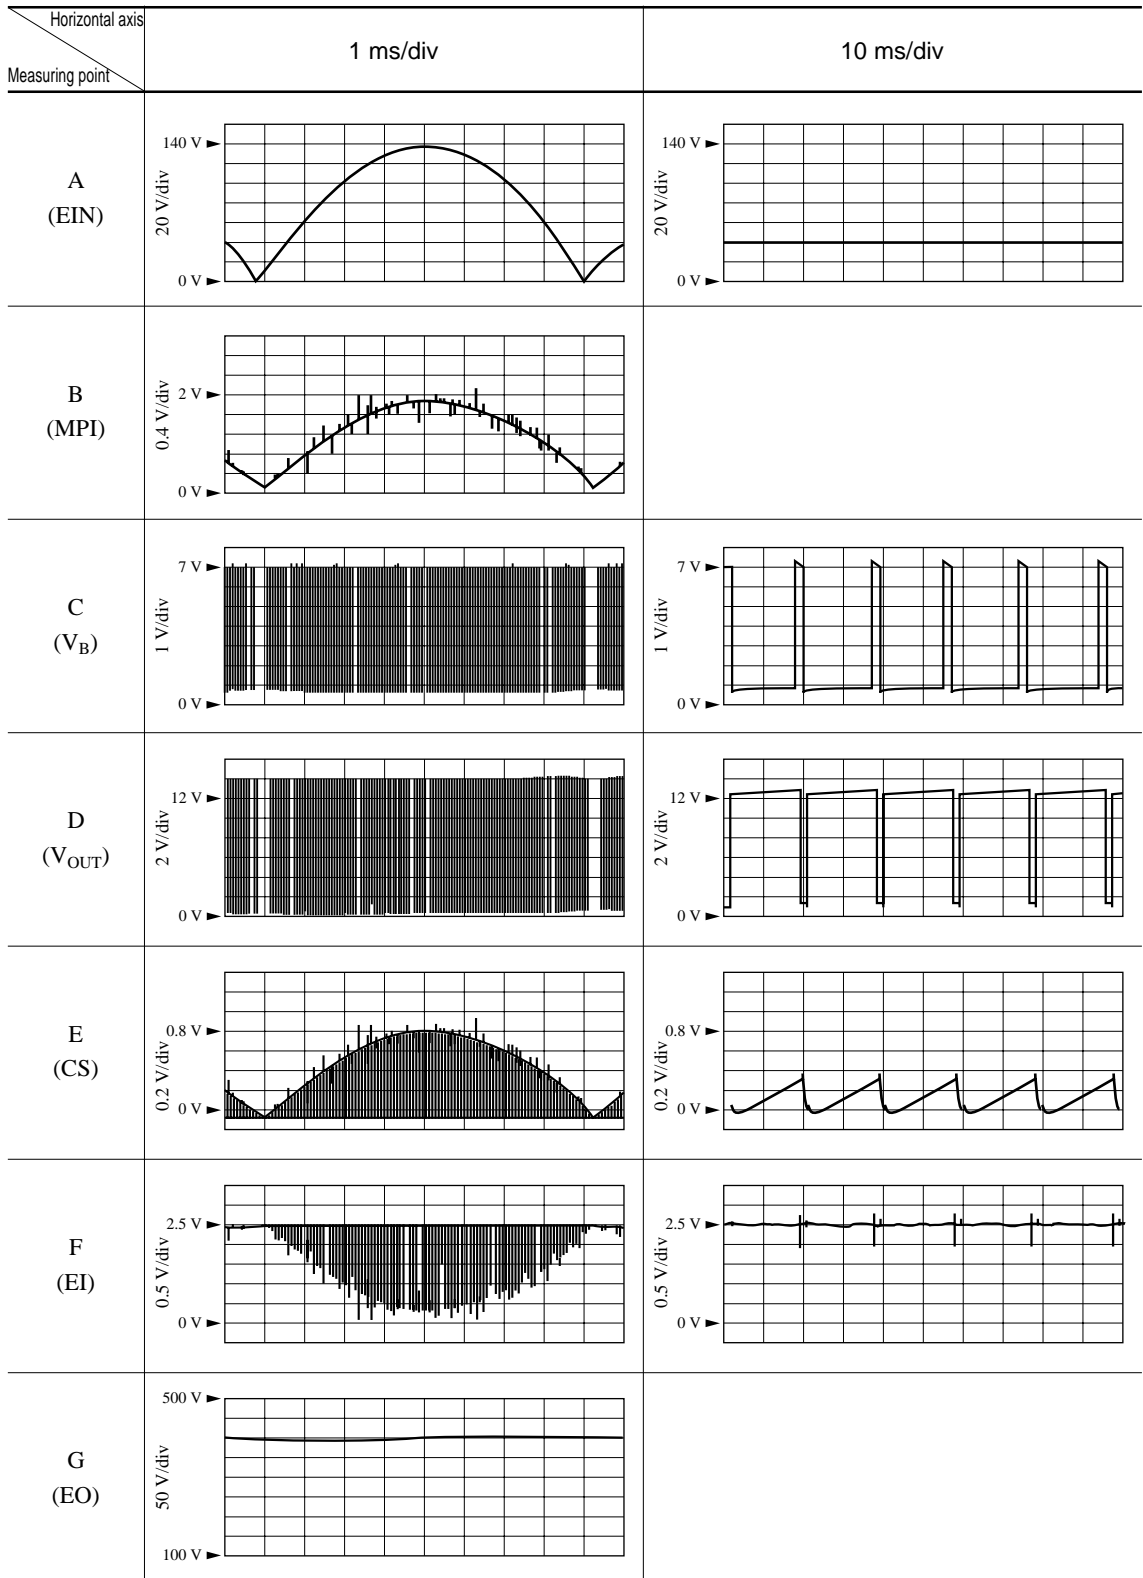 Horizontal axis
Measuring point
1 ms/div
10 ms/div
A
(EIN)
140 V
20 V/div
0 V
140 V
20 V/div
0 V
B
(MPI)
2 V
0.4 V/div
0 V
C
(VB)
7 V
1 V/div
0 V
7 V
1 V/div
0 V
D
(VOUT)
12 V
2 V/div
0 V
12 V
2 V/div
0 V
E
(CS)
0.8 V
0.2 V/div
0 V
0.8 V
0.2 V/div
0 V
F
(EI)
2.5 V
0.5 V/div
0 V
2.5 V
0.5 V/div
0 V
G
(EO)
500 V
50 V/div
100 V